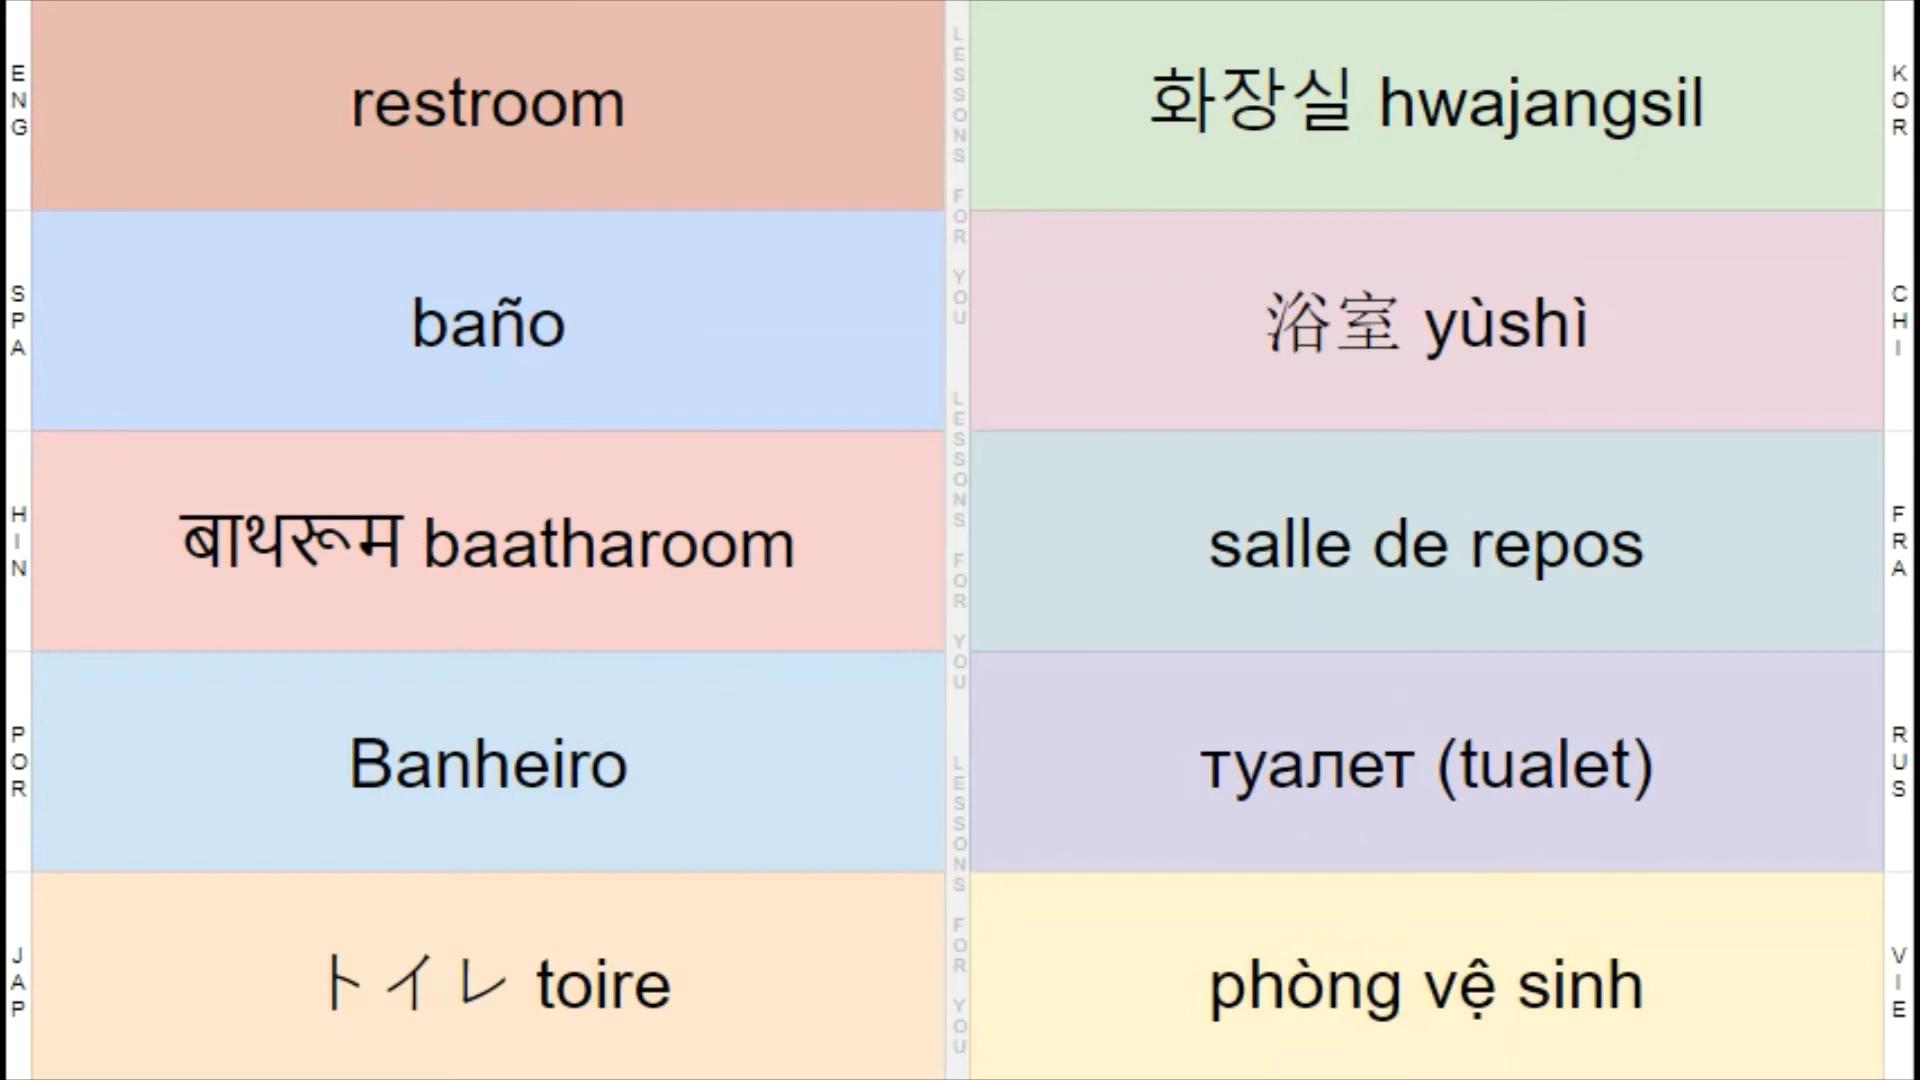 ENG
restroom
화장실 hwajangsil
KOR
SPA
baño
浴室 yùshì
CHI
HIN
बाथरूम baatharoom
salle de repos
FRA
POR
Banheiro
туалет (tualet)
RUS
JAP
トイレ toire
phòng vệ sinh
VIE
LESSONS FOR YOU
LESSONS FOR YOU
LESSONS FOR YOU